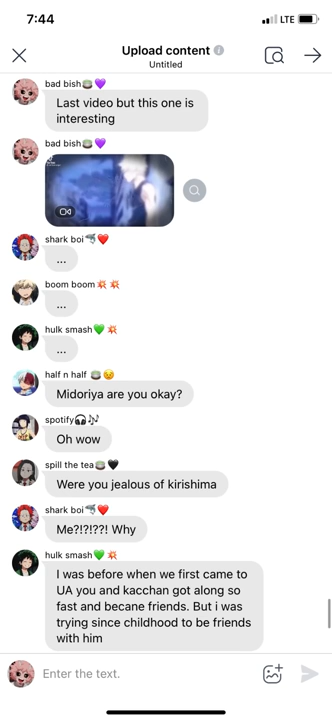 7:44
LTE
Upload content
Untitled
bad bish
Last video but this one is
interesting
bad bish
shark boi
...
boom boom
...
hulk smash
...
half n half
Midoriya are you okay?
spotify
Oh wow
spill the tea
Were you jealous of kirishima
shark boi
Me?!?!??! Why
hulk smash
I was before when we first came to
UA you and kacchan got along so
fast and becane friends. But i was
trying since childhood to be friends
with him
Enter the text.